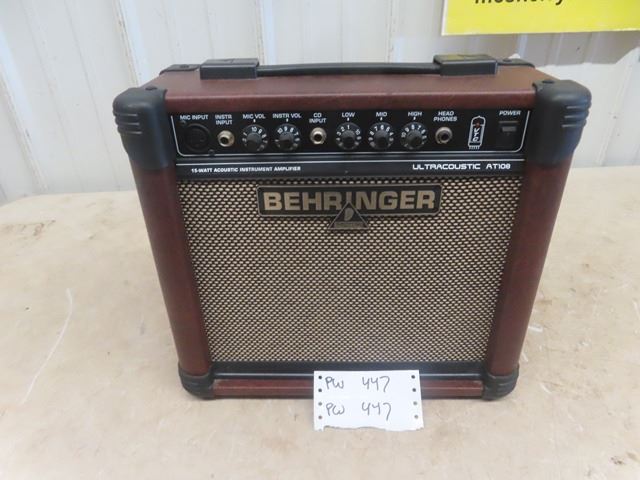 MIC INPUT INSTR INPUT MIC VOL INSTR VOL CD INPUT LOW MID HIGH HEAD PHONES POWER
15-WATT ACOUSTIC INSTRUMENT AMPLIFIER ULTRACOUSTIC AT108
BEHRINGER
PW 447
PW 447